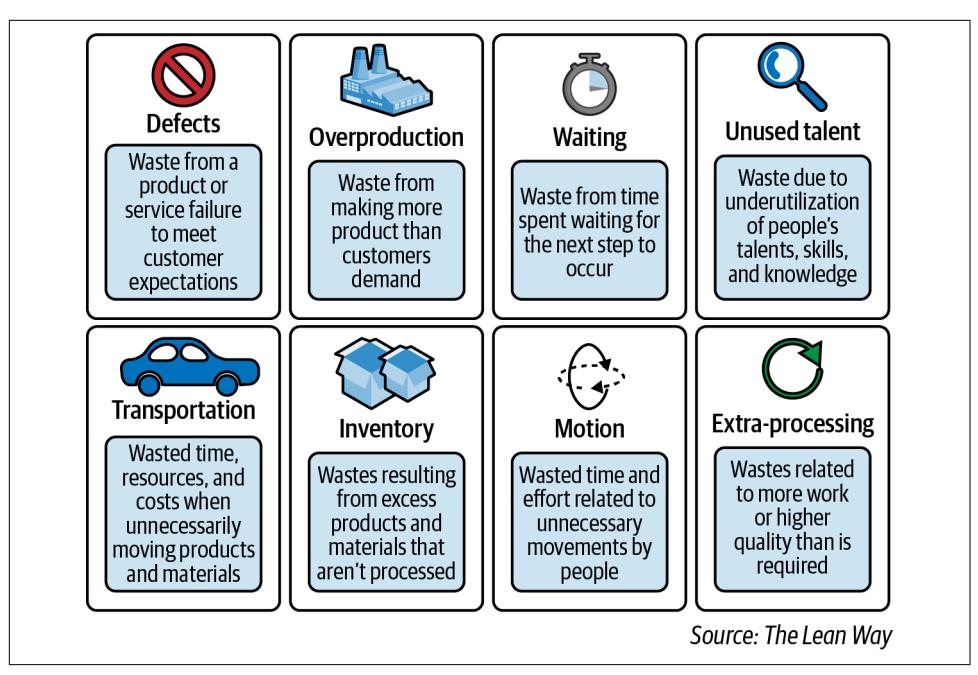 Defects
Waste from a
product or
service failure
to meet
customer
expectations
Overproduction
Waste from
making more
product than
customers
demand
Waiting
Waste from time
spent waiting for
the next step to
occur
Unused talent
Waste due to
underutilization
of people's
talents, skills,
and knowledge
Transportation
Wasted time,
resources, and
costs when
unnecessarily
moving products
and materials
Inventory
Wastes resulting
from excess
products and
materials that
aren't processed
Motion
Wasted time and
effort related to
unnecessary
movements by
people
Extra-processing
Wastes related
to more work
or higher
quality than is
required
Source: The Lean Way